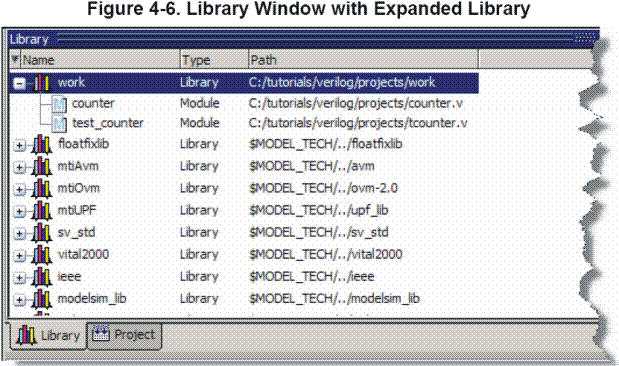 Figure 4-6. Library Window with Expanded Library
Library
Name Type Path
work Library C:/tutorials/verilog/projects/work
counter Module C:/tutorials/verilog/projects/counter.v
test_counter Module C:/tutorials/verilog/projects/tcounter.v
floatfixlib Library $MODEL_TECH/../floatfixlib
mtiAvm Library $MODEL_TECH/../avm
mtiOvm Library $MODEL_TECH/../ovm-2.0
mtiUPF Library $MODEL_TECH/../upf_lib
sv_std Library $MODEL_TECH/../sv_std
vital2000 Library $MODEL_TECH/../vital2000
ieee Library $MODEL_TECH/../ieee
modelsim_lib Library $MODEL_TECH/../modelsim_lib
Library Project